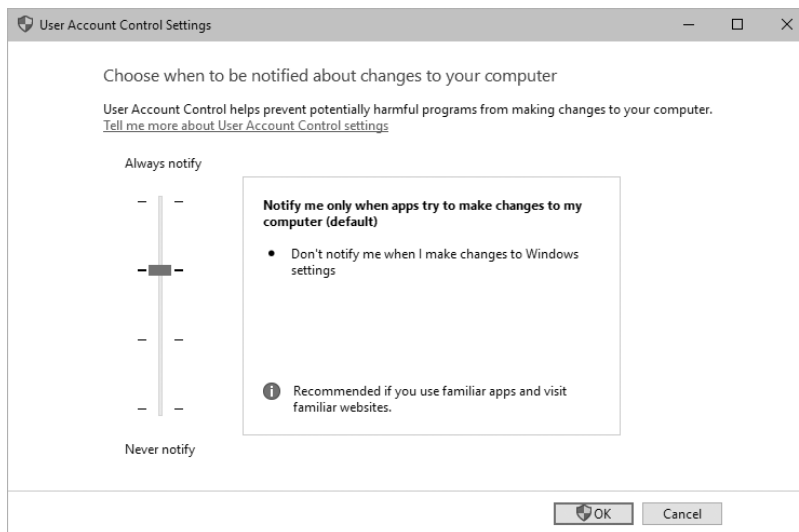 User Account Control Settings
Choose when to be notified about changes to your computer
User Account Control helps prevent potentially harmful programs from making changes to your computer.
Tell me more about User Account Control settings
Always notify
Notify me only when apps try to make changes to my
computer (default)
• Don't notify me when I make changes to Windows
settings
Recommended if you use familiar apps and visit
familiar websites.
Never notify
OK
Cancel